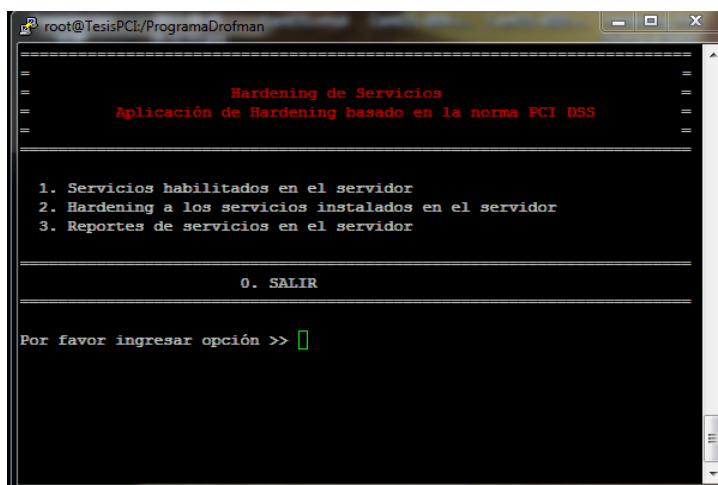 root@TesisPCI:/ProgramaDrofman
======================================================================
= =
= Hardening de Servicios =
= Aplicación de Hardening basado en la norma PCI DSS =
= =
======================================================================
1. Servicios habilitados en el servidor
2. Hardening a los servicios instalados en el servidor
3. Reportes de servicios en el servidor
======================================================================
0. SALIR
======================================================================
Por favor ingresar opción >>